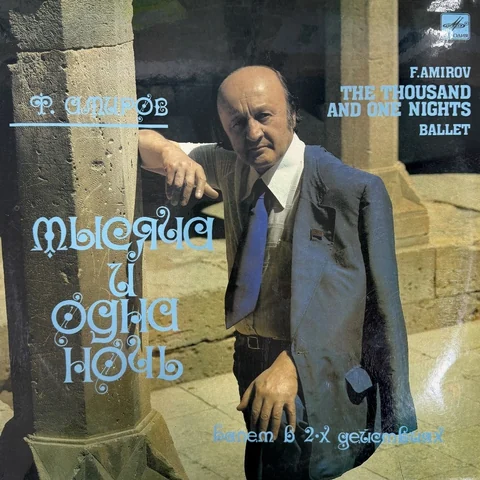 Ф. АМИРОВ
F.AMIROV
THE THOUSAND
AND ONE NIGHTS
BALLET
ТЫСЯЧА
И
ОДНА
НОЧЬ
балет в 2-х действиях